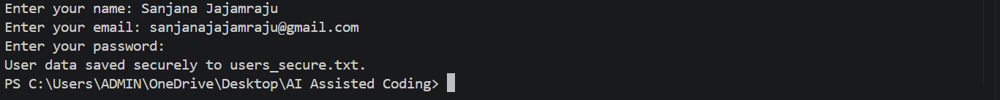 Enter your name: Sanjana Jajamraju
Enter your email: sanjanajajamraju@gmail.com
Enter your password:
User data saved securely to users_secure.txt.
PS C:\Users\ADMIN\OneDrive\Desktop\AI Assisted Coding>